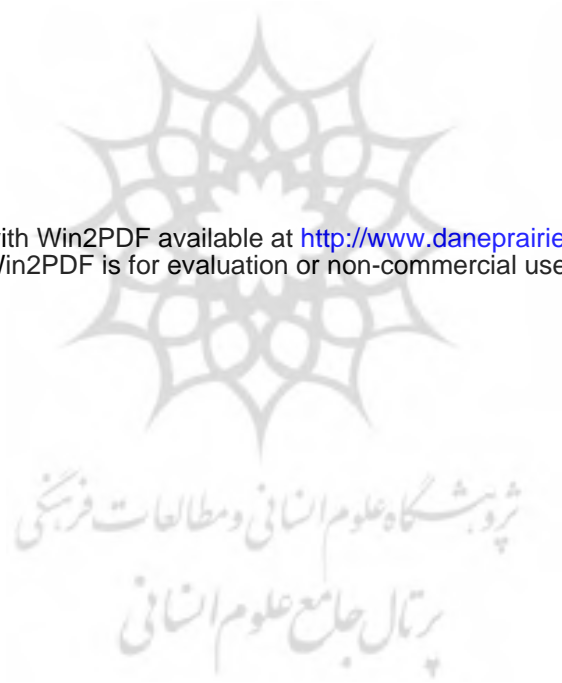 ith Win2PDF available at http://www.daneprairie
Vin2PDF is for evaluation or non-commercial use
پژوهشگاه علوم انسانی و مطالعات فرهنگی
پرتال جامع علوم انسانی